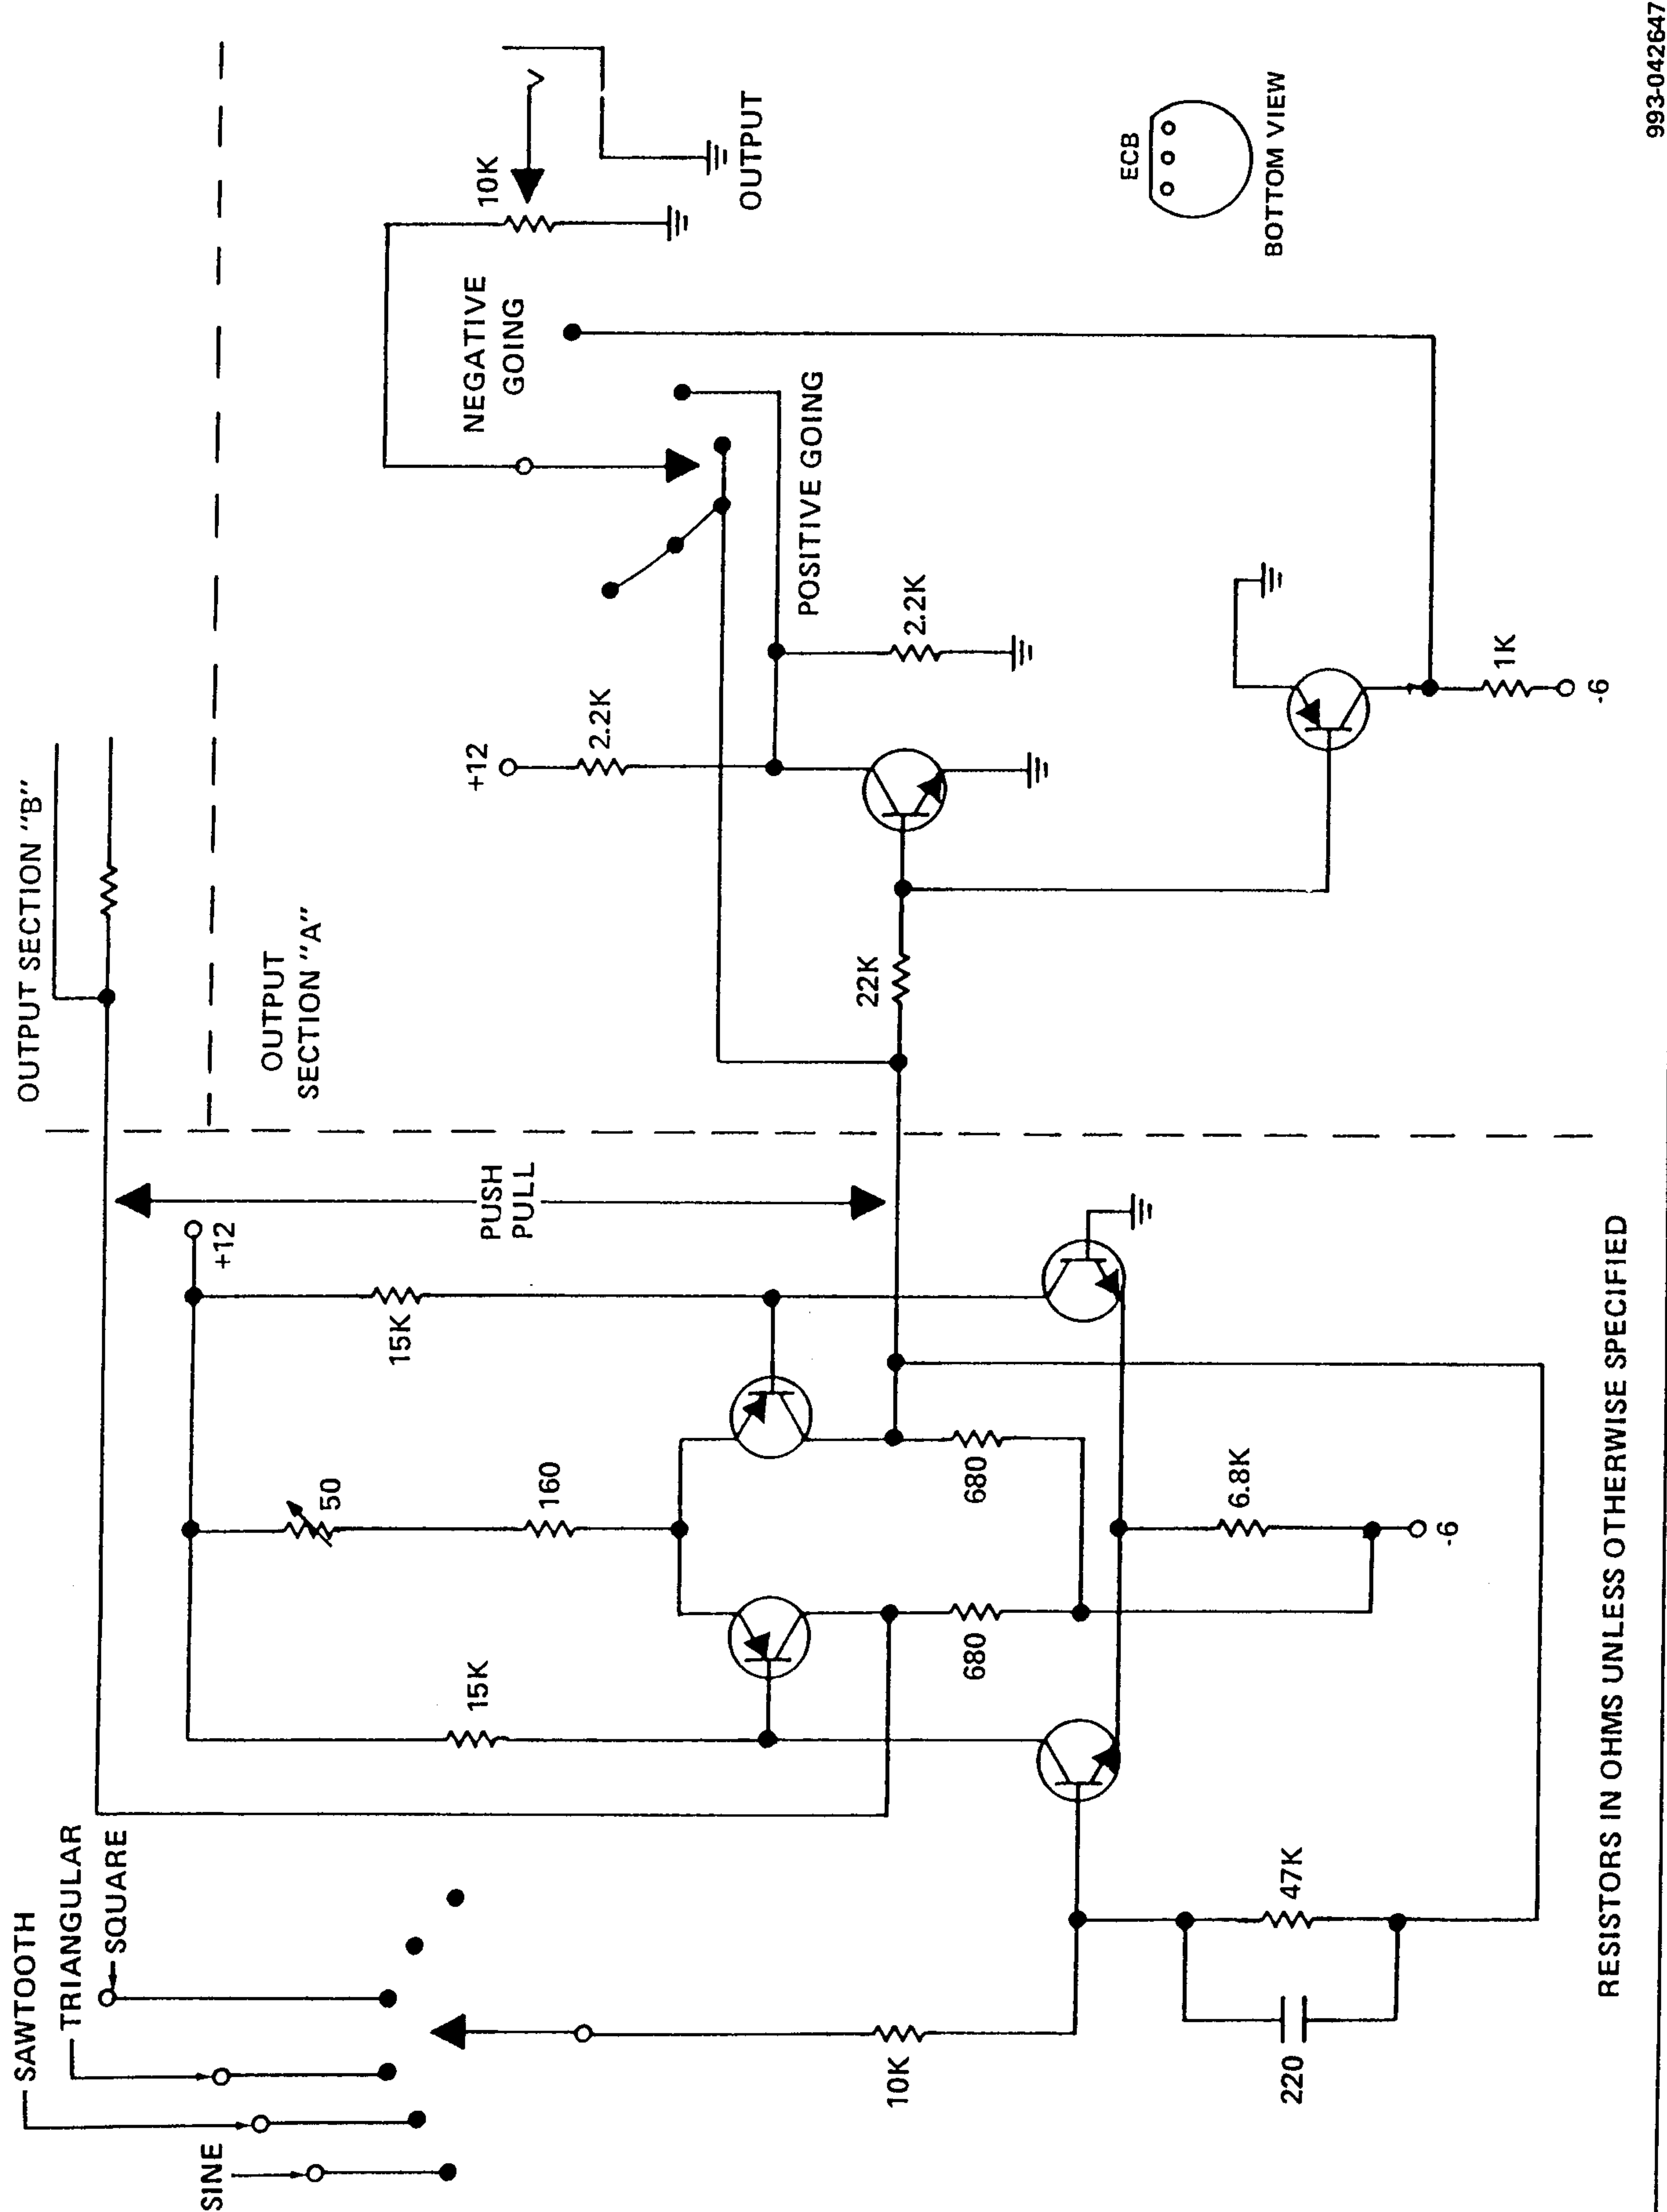 OUTPUT SECTION "B"
OUTPUT
SECTION "A"
SAWTOOTH
TRIANGULAR
SQUARE
SINE
10K
220
47K
15K
680
50
160
680
6.8K
-6
15K
+12
PUSH
PULL
22K
+12
2.2K
2.2K
POSITIVE GOING
NEGATIVE
GOING
10K
OUTPUT
1K
-6
ECB
BOTTOM VIEW
RESISTORS IN OHMS UNLESS OTHERWISE SPECIFIED
993-042647